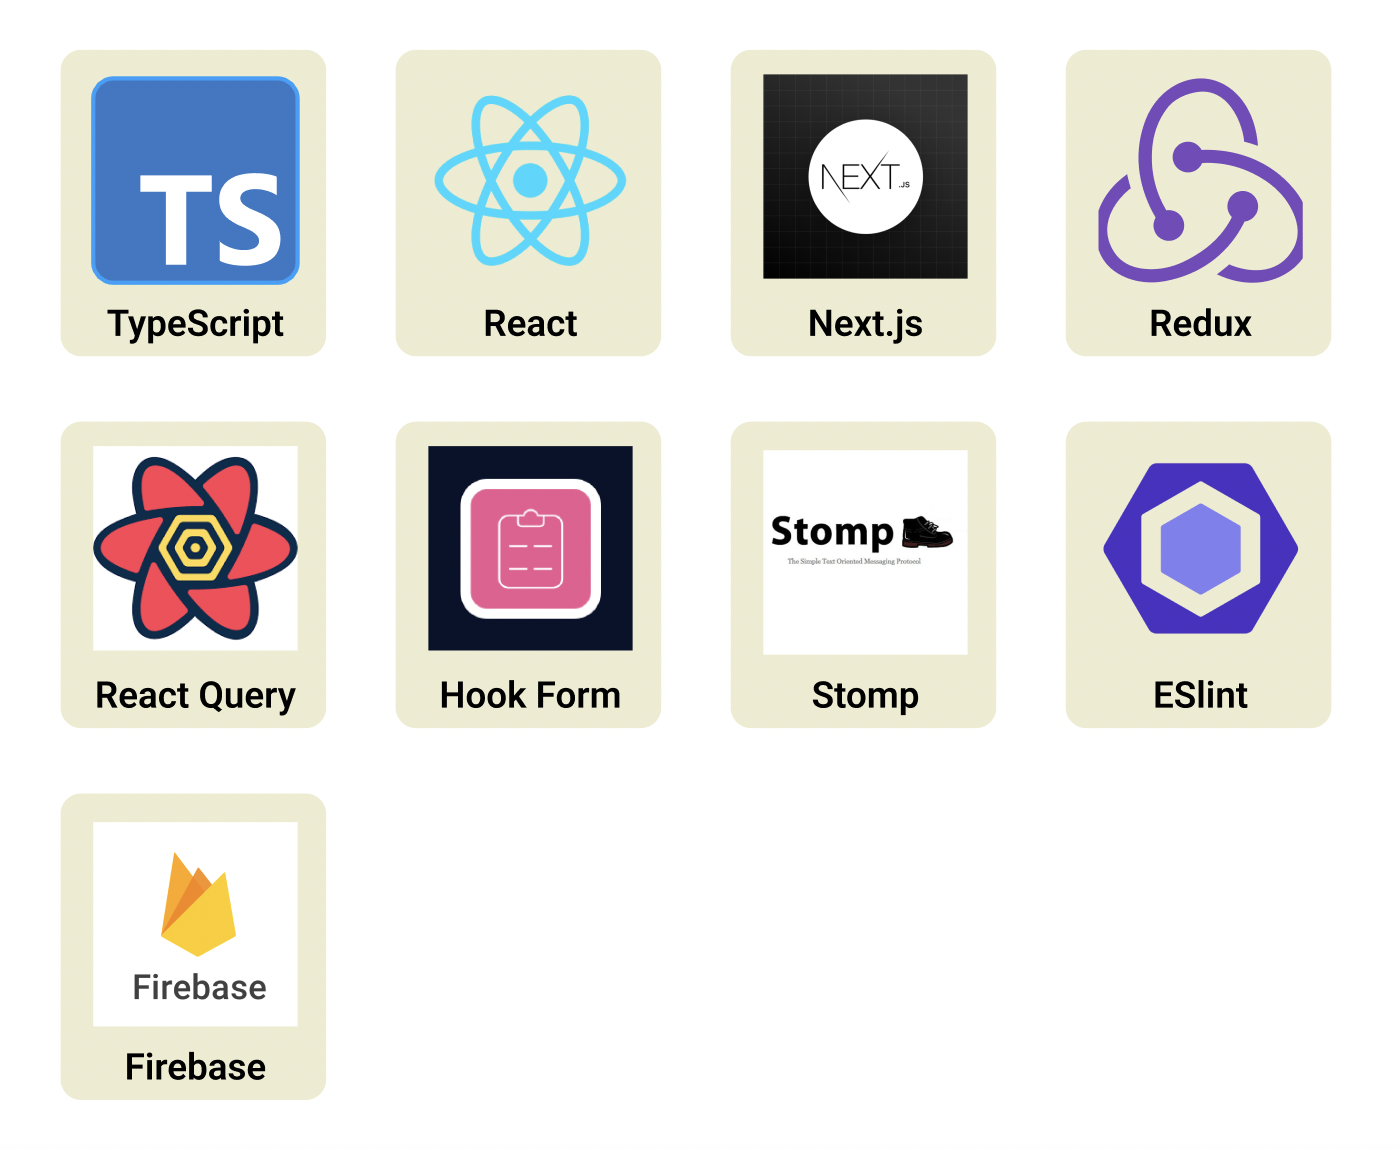 TS
TypeScript
React
NEXT.JS
Next.js
Redux
React Query
Hook Form
Stomp
The Simple Text Oriented Messaging Protocol
Stomp
ESlint
Firebase
Firebase